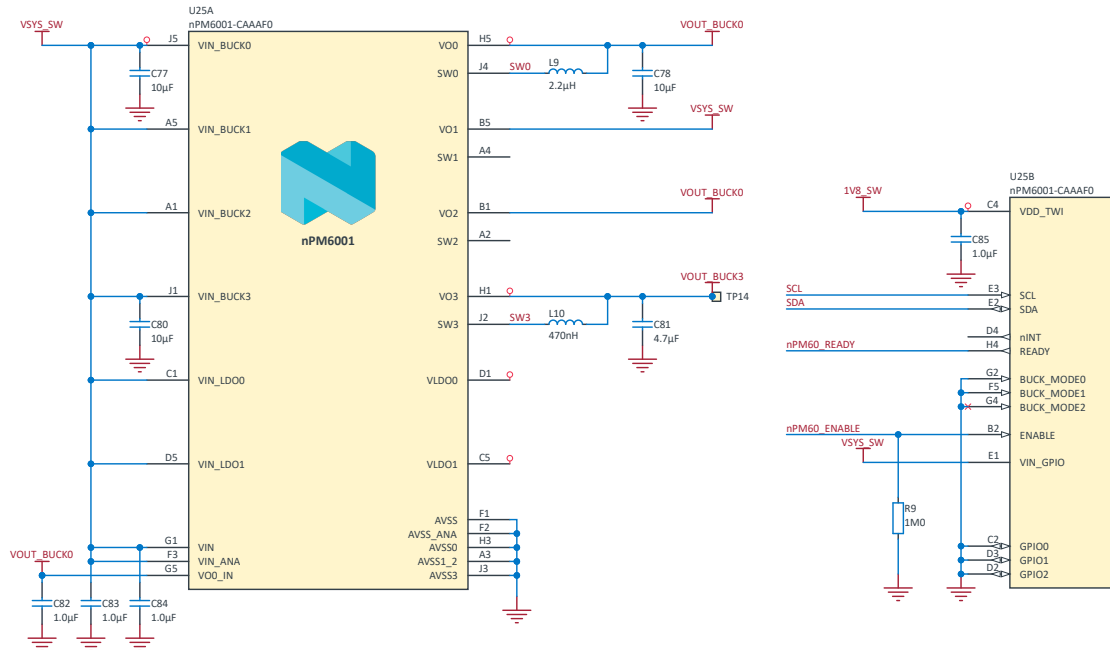 U25A
nPM6001-CAAAF0
VSYS_SW
J5
VIN_BUCK0
C77
10µF
A5
VIN_BUCK1
A1
VIN_BUCK2
J1
VIN_BUCK3
C80
10µF
C1
VIN_LDO0
D5
VIN_LDO1
G1
VIN
F3
VIN_ANA
G5
VO0_IN
VOUT_BUCK0
C82
1.0µF
C83
1.0µF
C84
1.0µF
nPM6001
VO0
H5
VOUT_BUCK0
SW0
J4
SW0
L9
2.2µH
C78
10µF
VO1
B5
VSYS_SW
SW1
A4
VO2
B1
VOUT_BUCK0
SW2
A2
VO3
H1
VOUT_BUCK3
TP14
SW3
J2
SW3
L10
470nH
C81
4.7µF
VLDO0
D1
VLDO1
C5
AVSS
F1
AVSS_ANA
F2
AVSS0
H3
AVSS1_2
A3
AVSS3
J3
U25B
nPM6001-CAAAF0
1V8_SW
C4
VDD_TWI
C85
1.0µF
SCL
E3
SCL
SDA
E2
SDA
D4
nINT
nPM60_READY
H4
READY
G2
BUCK_MODE0
F5
BUCK_MODE1
G4
BUCK_MODE2
nPM60_ENABLE
B2
ENABLE
VSYS_SW
E1
VIN_GPIO
R9
1M0
C2
GPIO0
D3
GPIO1
D2
GPIO2